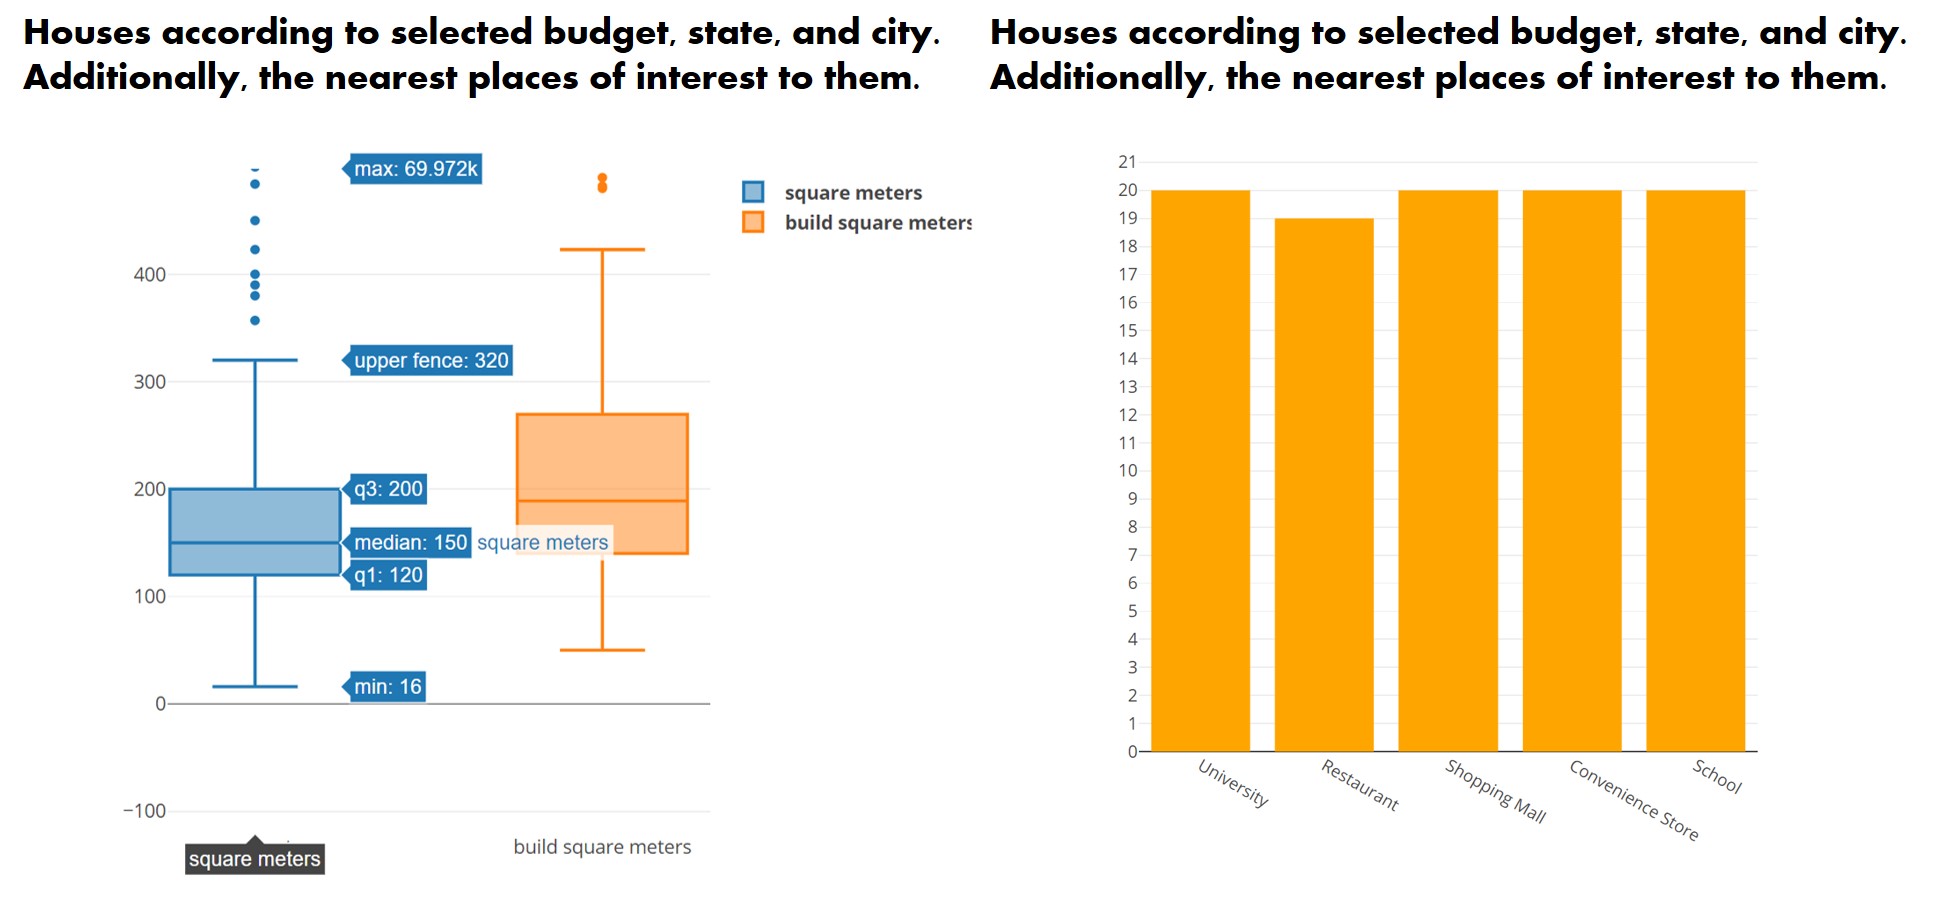 Houses according to selected budget, state, and city.
Additionally, the nearest places of interest to them.
max: 69.972k
square meters
build square meters
400
upper fence: 320
300
200
q3: 200
median: 150 square meters
q1: 120
100
min: 16
0
−100
square meters
build square meters
Houses according to selected budget, state, and city.
Additionally, the nearest places of interest to them.
21
20
19
18
17
16
15
14
13
12
11
10
9
8
7
6
5
4
3
2
1
0
University
Restaurant
Shopping Mall
Convenience Store
School